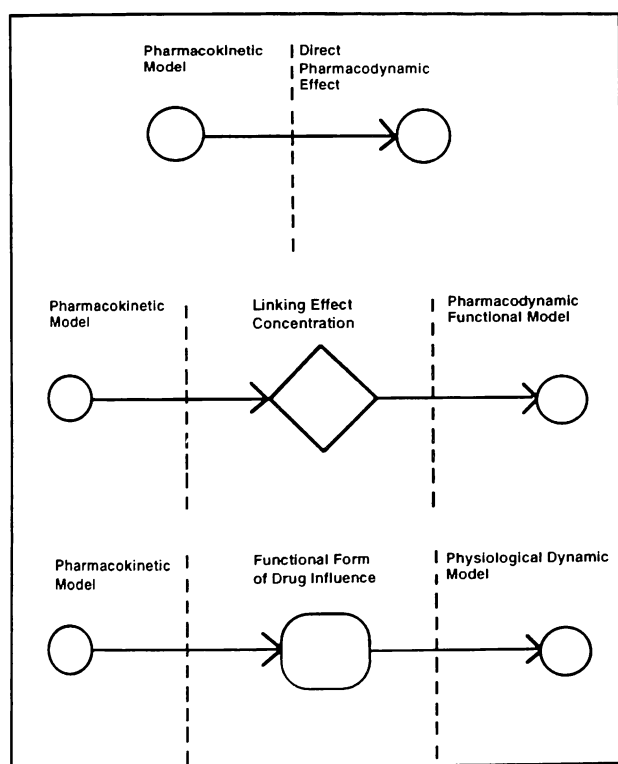 Pharmacokinetic
Model
Direct
Pharmacodynamic
Effect
Pharmacokinetic
Model
Linking Effect
Concentration
Pharmacodynamic
Functional Model
Pharmacokinetic
Model
Functional Form
of Drug Influence
Physiological Dynamic
Model